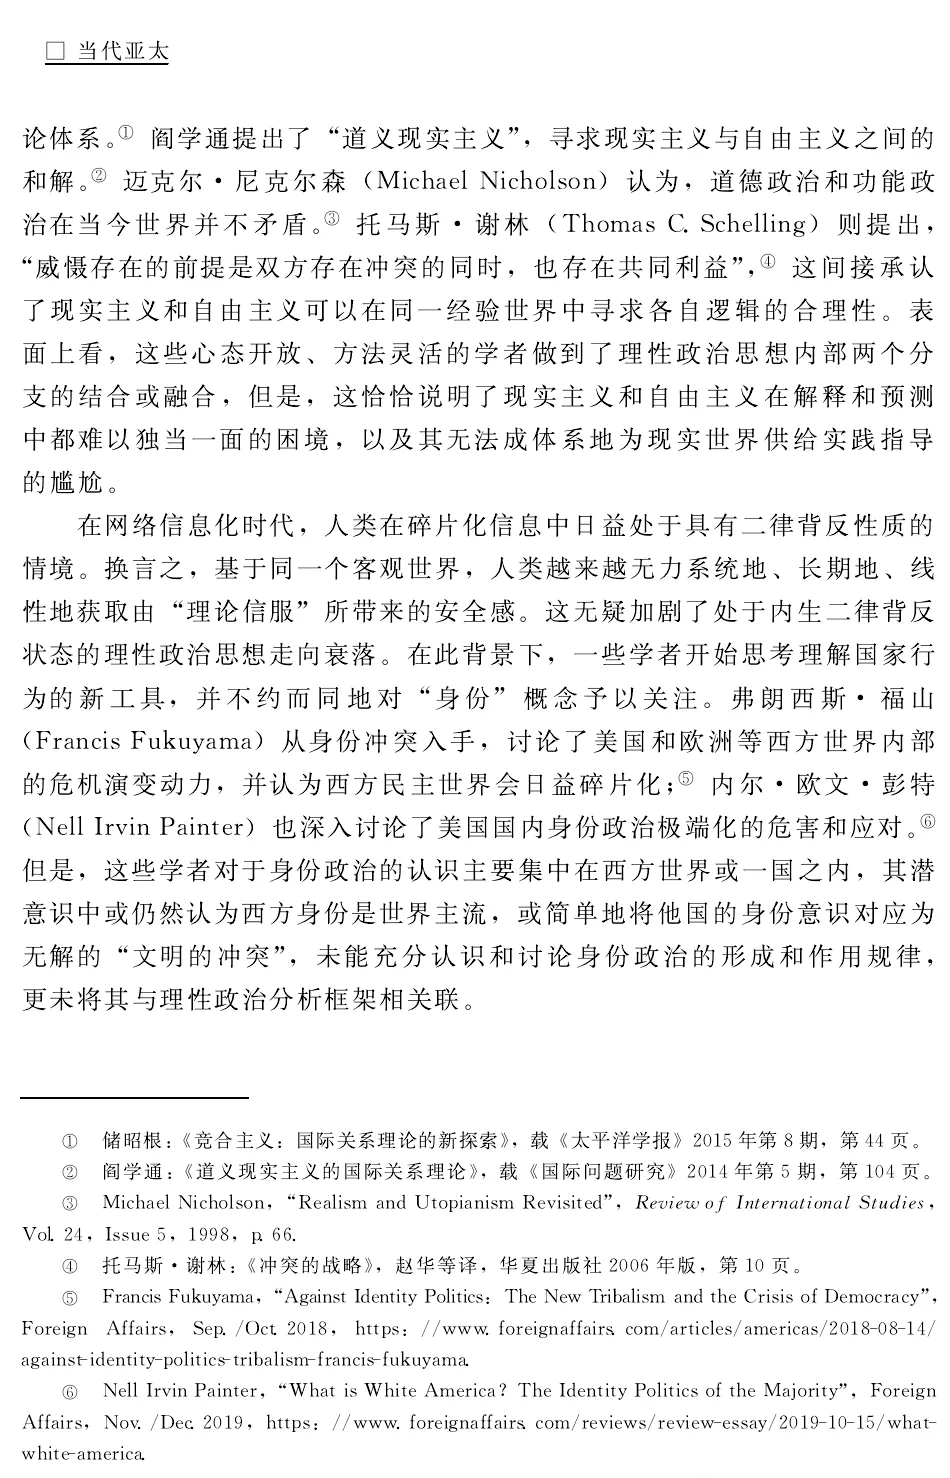 □ 当代亚太
论体系。① 阎学通提出了“道义现实主义”，寻求现实主义与自由主义之间的
和解。② 迈克尔·尼克尔森（Michael Nicholson）认为，道德政治和功能政
治在当今世界并不矛盾。③ 托马斯·谢林（Thomas C. Schelling）则提出，
“威慑存在的前提是双方存在冲突的同时，也存在共同利益”，④ 这间接承认
了现实主义和自由主义可以在同一经验世界中寻求各自逻辑的合理性。表
面上看，这些心态开放、方法灵活的学者做到了理性政治思想内部两个分
支的结合或融合，但是，这恰恰说明了现实主义和自由主义在解释和预测
中都难以独当一面的困境，以及其无法成体系地为现实世界供给实践指导
的尴尬。
在网络信息化时代，人类在碎片化信息中日益处于具有二律背反性质的
情境。换言之，基于同一个客观世界，人类越来越无力系统地、长期地、线
性地获取由“理论信服”所带来的安全感。这无疑加剧了处于内生二律背反
状态的理性政治思想走向衰落。在此背景下，一些学者开始思考理解国家行
为的新工具，并不约而同地对“身份”概念予以关注。弗朗西斯·福山
（Francis Fukuyama）从身份冲突入手，讨论了美国和欧洲等西方世界内部
的危机演变动力，并认为西方民主世界会日益碎片化；⑤ 内尔·欧文·彭特
（Nell Irvin Painter）也深入讨论了美国国内身份政治极端化的危害和应对。⑥
但是，这些学者对于身份政治的认识主要集中在西方世界或一国之内，其潜
意识中或仍然认为西方身份是世界主流，或简单地将他国的身份意识对应为
无解的“文明的冲突”，未能充分认识和讨论身份政治的形成和作用规律，
更未将其与理性政治分析框架相关联。
① 储昭根：《竞合主义：国际关系理论的新探索》，载《太平洋学报》2015 年第 8 期，第 44 页。
② 阎学通：《道义现实主义的国际关系理论》，载《国际问题研究》2014 年第 5 期，第 104 页。
③ Michael Nicholson，“Realism and Utopianism Revisited”，Review of International Studies，
Vol. 24，Issue 5，1998，p. 66.
④ 托马斯·谢林：《冲突的战略》，赵华等译，华夏出版社 2006 年版，第 10 页。
⑤ Francis Fukuyama，“Against Identity Politics：The New Tribalism and the Crisis of Democracy”，
Foreign Affairs，Sep. /Oct. 2018，https：//www. foreignaffairs. com/articles/americas/2018-08-14/
against-identity-politics-tribalism-francis-fukuyama.
⑥ Nell Irvin Painter，“What is White America？The Identity Politics of the Majority”，Foreign
Affairs，Nov. /Dec. 2019，https：//www. foreignaffairs. com/reviews/review-essay/2019-10-15/what-
white-america.